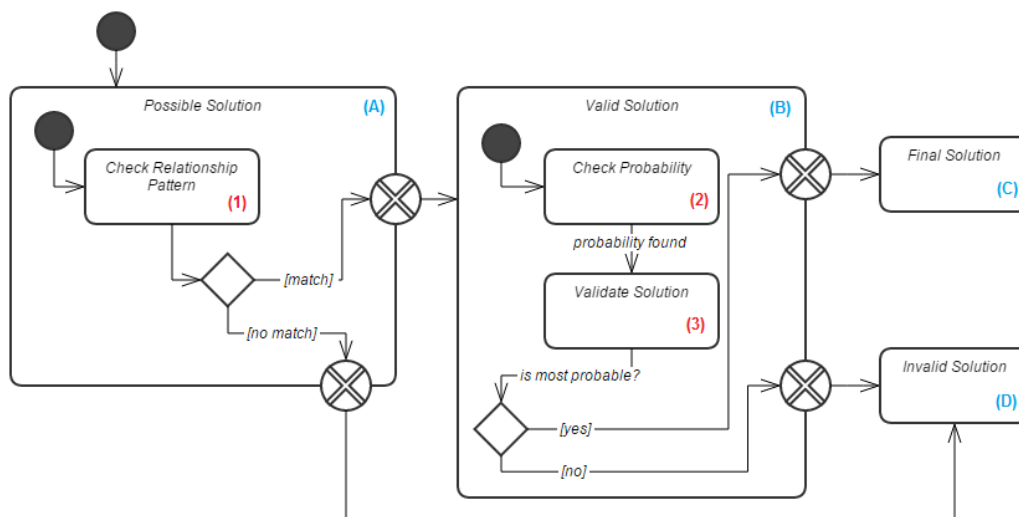 Possible Solution
(A)
Check Relationship
Pattern
(1)
[match]
[no match]
Valid Solution
(B)
Check Probability
(2)
probability found
Validate Solution
(3)
is most probable?
[yes]
[no]
Final Solution
(C)
Invalid Solution
(D)